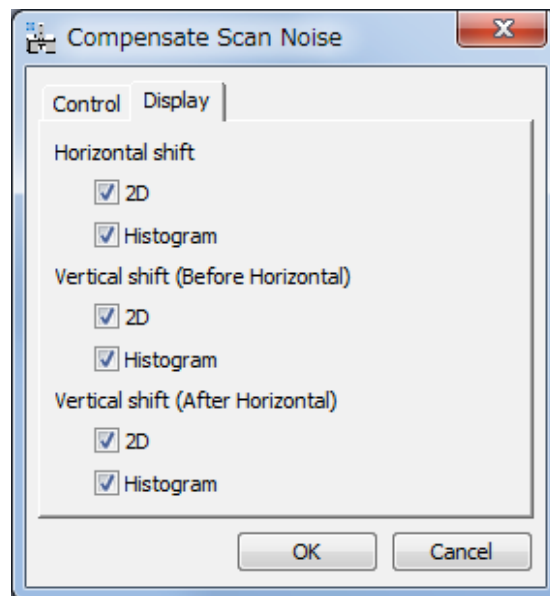 Compensate Scan Noise
Control Display
Horizontal shift
2D
Histogram
Vertical shift (Before Horizontal)
2D
Histogram
Vertical shift (After Horizontal)
2D
Histogram
OK Cancel